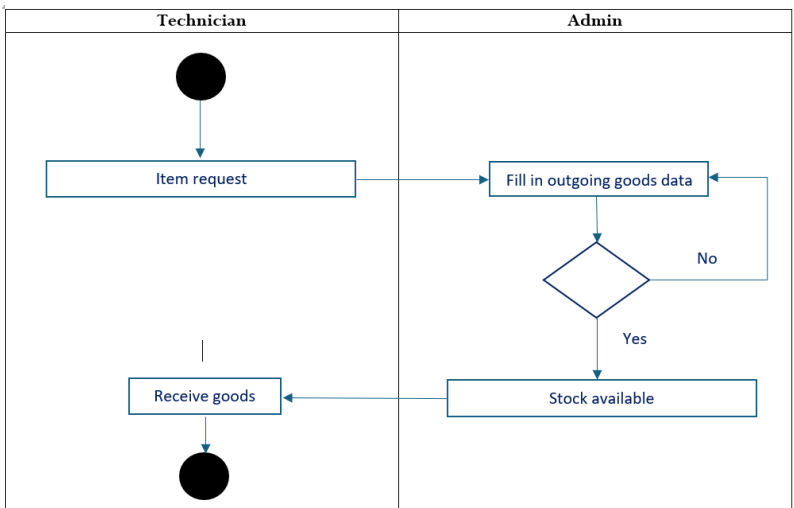 Technician
Admin
Item request
Fill in outgoing goods data
No
Yes
Receive goods
Stock available